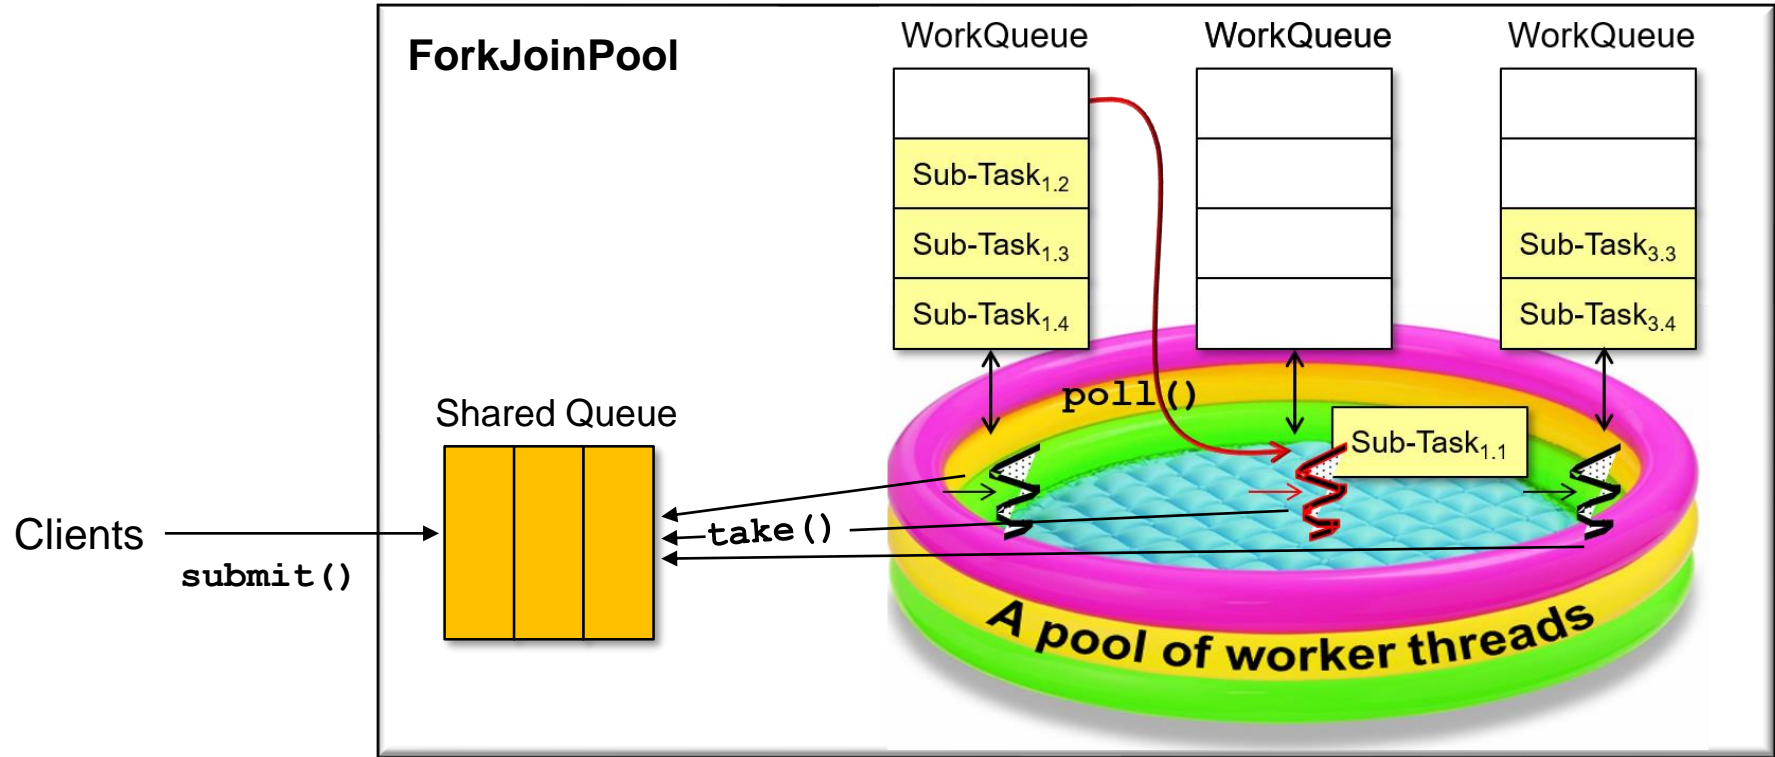 ForkJoinPool
WorkQueue
WorkQueue
WorkQueue
Sub-Task1.2
Sub-Task1.3
Sub-Task1.4
Sub-Task3.3
Sub-Task3.4
poll()
Sub-Task1.1
Shared Queue
Clients
submit()
take()
A pool of worker threads